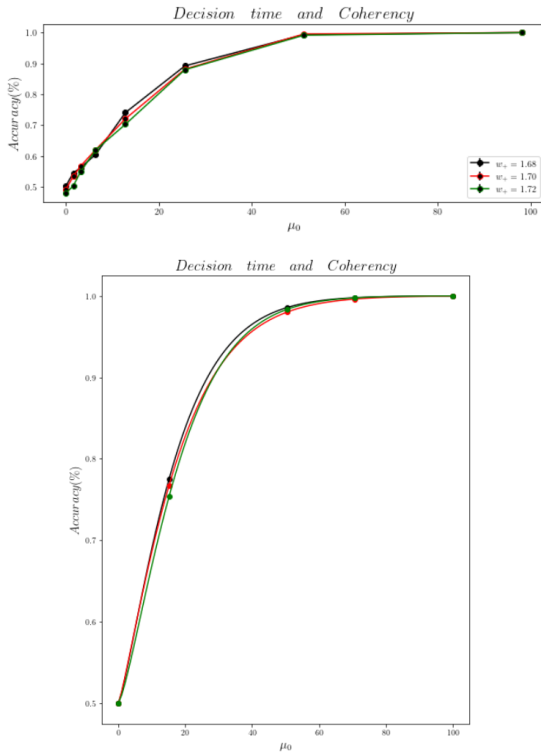 Decision time and Coherency
1.0
0.9
0.8
0.7
0.6
0.5
Accuracy(%)
w₊ = 1.68
w₊ = 1.70
w₊ = 1.72
0 20 40 60 80 100
μ₀
Decision time and Coherency
1.0
0.9
0.8
0.7
0.6
0.5
Accuracy(%)
0 20 40 60 80 100
μ₀